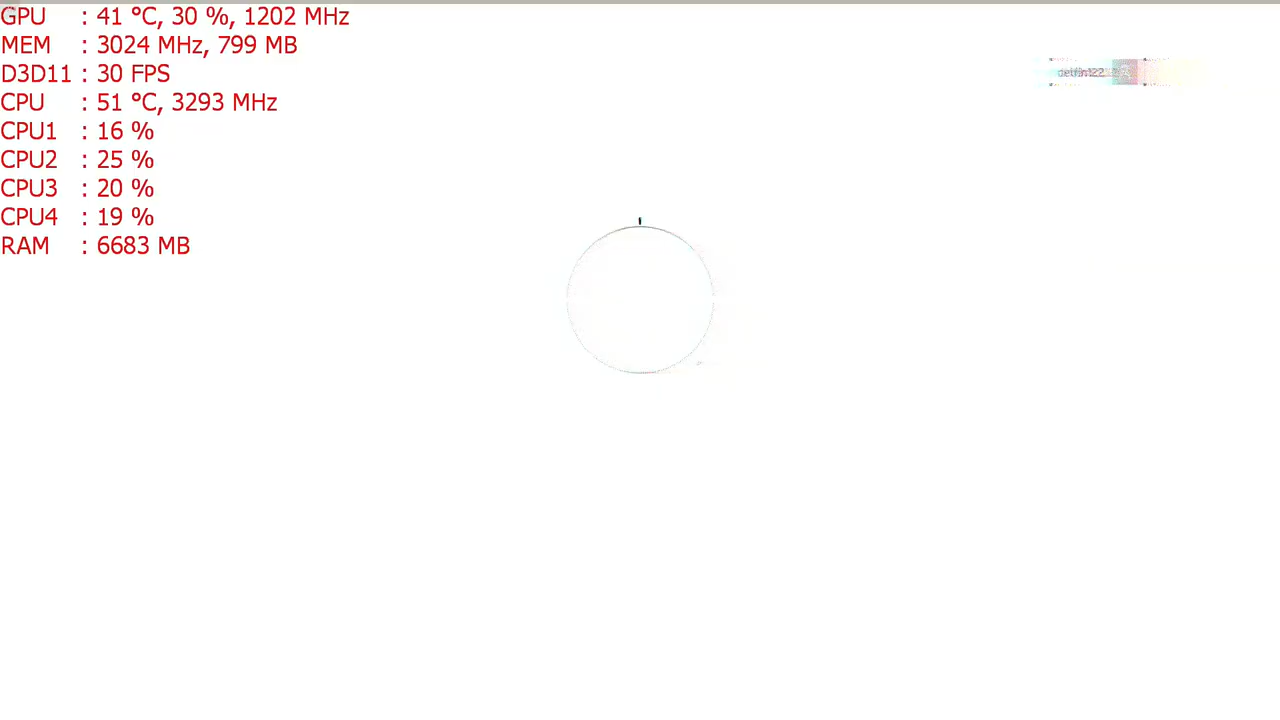 GPU : 41 °C, 30 %, 1202 MHz
MEM : 3024 MHz, 799 MB
D3D11 : 30 FPS
CPU : 51 °C, 3293 MHz
CPU1 : 16 %
CPU2 : 25 %
CPU3 : 20 %
CPU4 : 19 %
RAM : 6683 MB